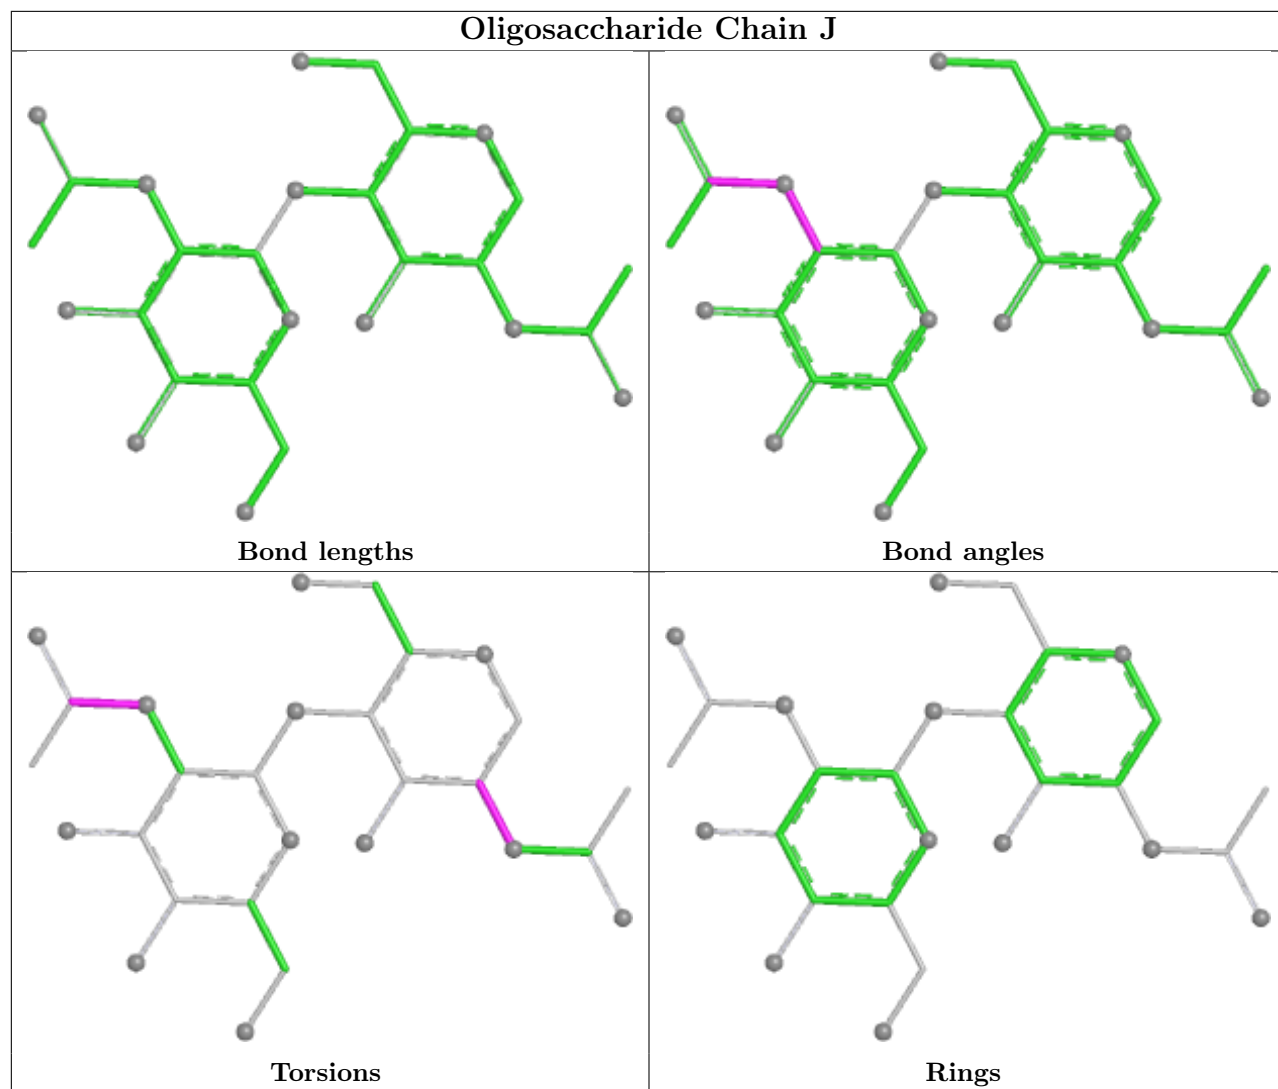 Oligosaccharide Chain J
Bond lengths
Bond angles
Torsions
Rings